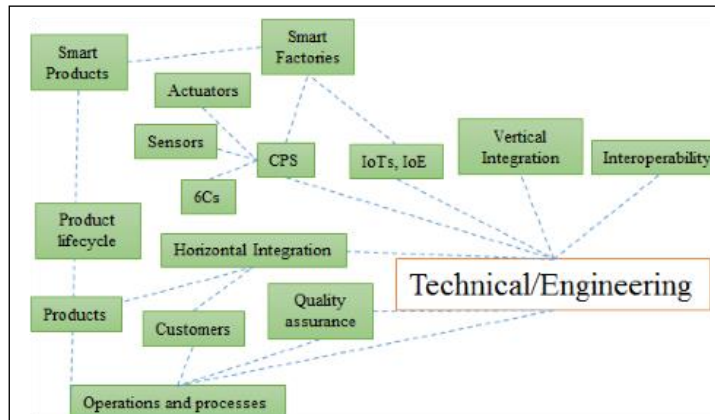 Smart
Products
Smart
Factories
Actuators
Sensors
CPS
IoTs, IoE
Vertical
Integration
Interoperability
6Cs
Product
lifecycle
Horizontal Integration
Technical/Engineering
Products
Customers
Quality
assurance
Operations and processes